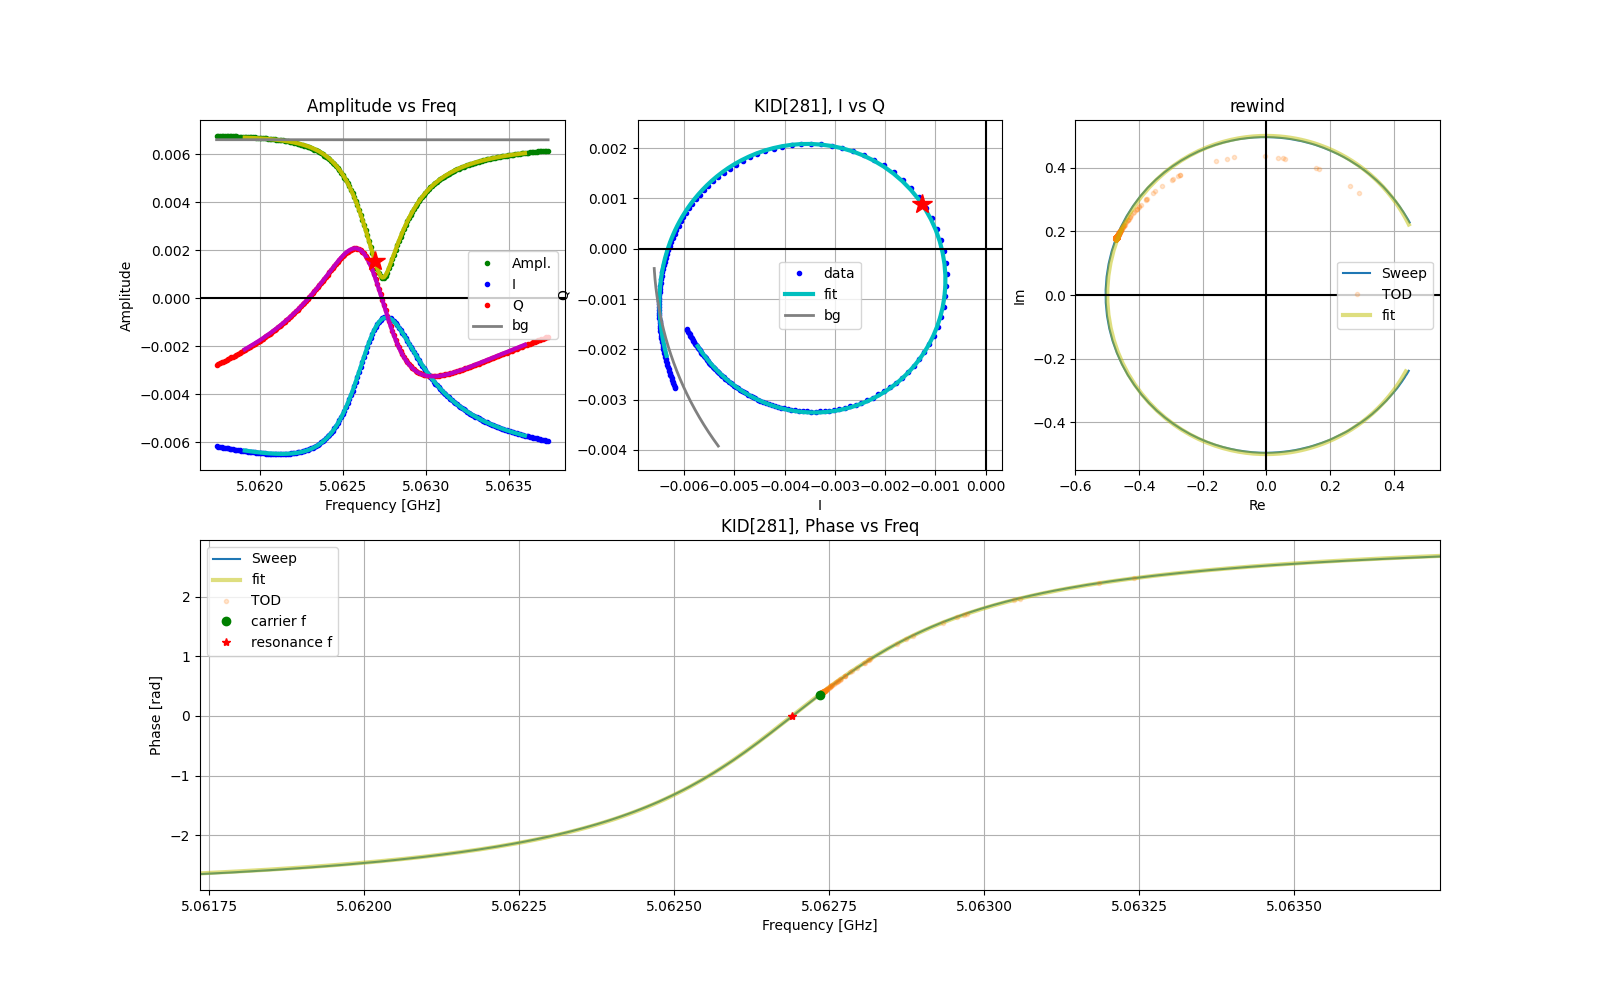 Amplitude vs Freq
Amplitude
0.006
0.004
0.002
0.000
−0.002
−0.004
−0.006
Ampl.
I
Q
bg
5.0620
5.0625
5.0630
5.0635
Frequency [GHz]
KID[281], I vs Q
Q
0.002
0.001
0.000
−0.001
−0.002
−0.003
−0.004
data
fit
bg
−0.006
−0.005
−0.004
−0.003
−0.002
−0.001
0.000
I
rewind
Im
0.4
0.2
0.0
−0.2
−0.4
Sweep
TOD
fit
−0.6
−0.4
−0.2
0.0
0.2
0.4
Re
KID[281], Phase vs Freq
Phase [rad]
2
1
0
−1
−2
Sweep
fit
TOD
carrier f
resonance f
5.06175
5.06200
5.06225
5.06250
5.06275
5.06300
5.06325
5.06350
Frequency [GHz]